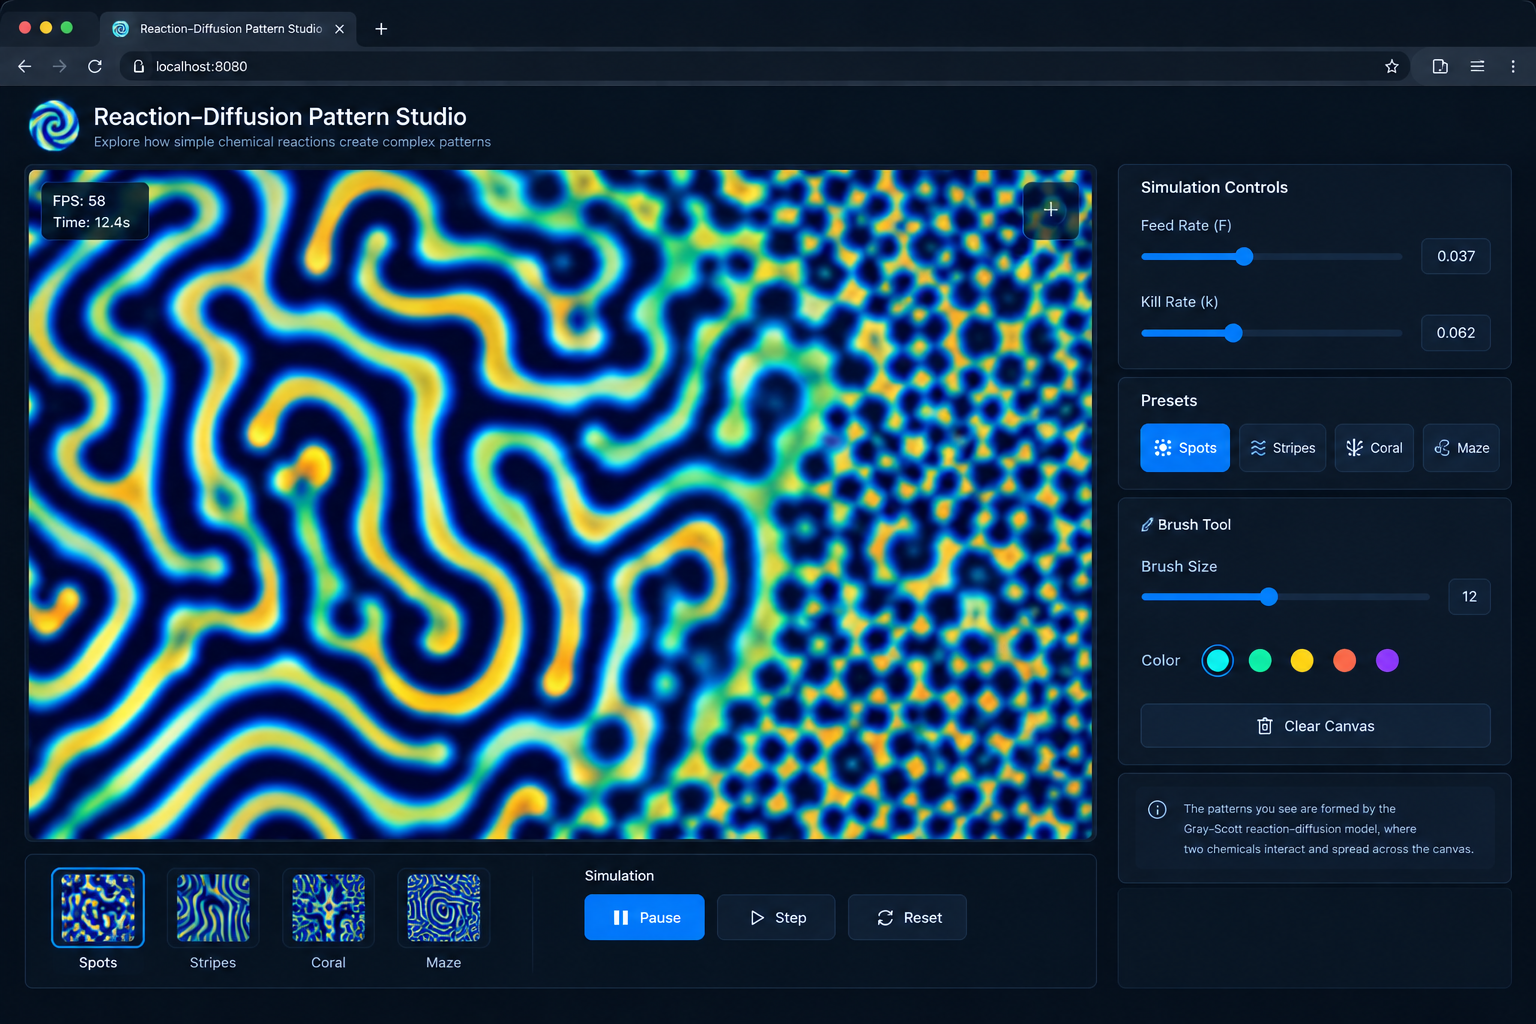 Reaction–Diffusion Pattern Studio
localhost:8080
Reaction–Diffusion Pattern Studio
Explore how simple chemical reactions create complex patterns
FPS: 58
Time: 12.4s
Simulation Controls
Feed Rate (F)
0.037
Kill Rate (k)
0.062
Presets
Spots
Stripes
Coral
Maze
Brush Tool
Brush Size
12
Color
Clear Canvas
The patterns you see are formed by the
Gray–Scott reaction–diffusion model, where
two chemicals interact and spread across the canvas.
Spots
Stripes
Coral
Maze
Simulation
Pause
Step
Reset